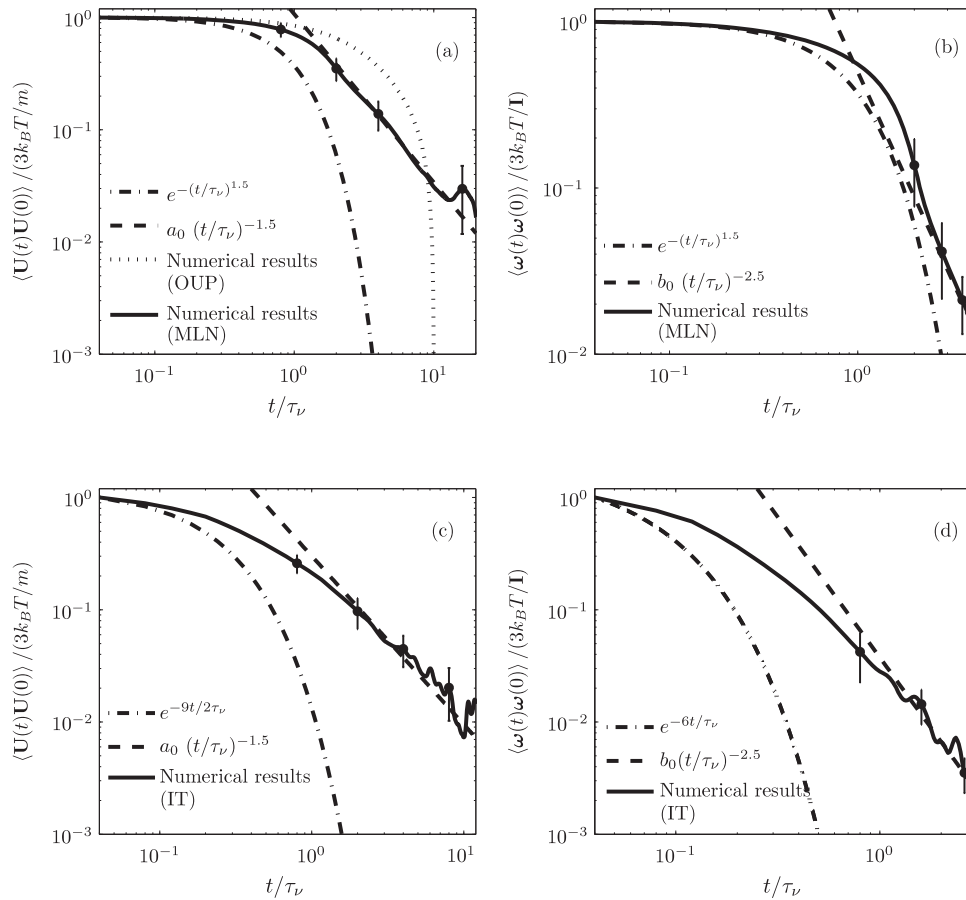 (a)
⟨U(t)U(0)⟩ /(3k_BT/m)
10^0
10^{-1}
10^{-2}
10^{-3}
e^{-(t/τ_ν)^{1.5}}
a_0 (t/τ_ν)^{-1.5}
Numerical results
(OUP)
Numerical results
(MLN)
10^{-1} 10^0 10^1
t/τ_ν
(b)
⟨ω(t)ω(0)⟩ /(3k_BT/I)
10^0
10^{-1}
10^{-2}
e^{-(t/τ_ν)^{1.5}}
b_0 (t/τ_ν)^{-2.5}
Numerical results
(MLN)
10^{-1} 10^0
t/τ_ν
(c)
⟨U(t)U(0)⟩ /(3k_BT/m)
10^0
10^{-1}
10^{-2}
10^{-3}
e^{-9t/2τ_ν}
a_0 (t/τ_ν)^{-1.5}
Numerical results
(IT)
10^{-1} 10^0 10^1
t/τ_ν
(d)
⟨ω(t)ω(0)⟩ /(3k_BT/I)
10^0
10^{-1}
10^{-2}
10^{-3}
e^{-6t/τ_ν}
b_0(t/τ_ν)^{-2.5}
Numerical results
(IT)
10^{-1} 10^0
t/τ_ν